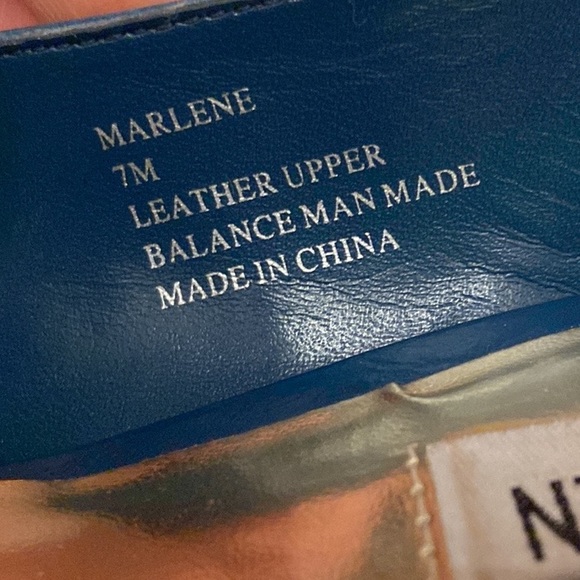 MARLENE
7M
LEATHER UPPER
BALANCE MAN MADE
MADE IN CHINA